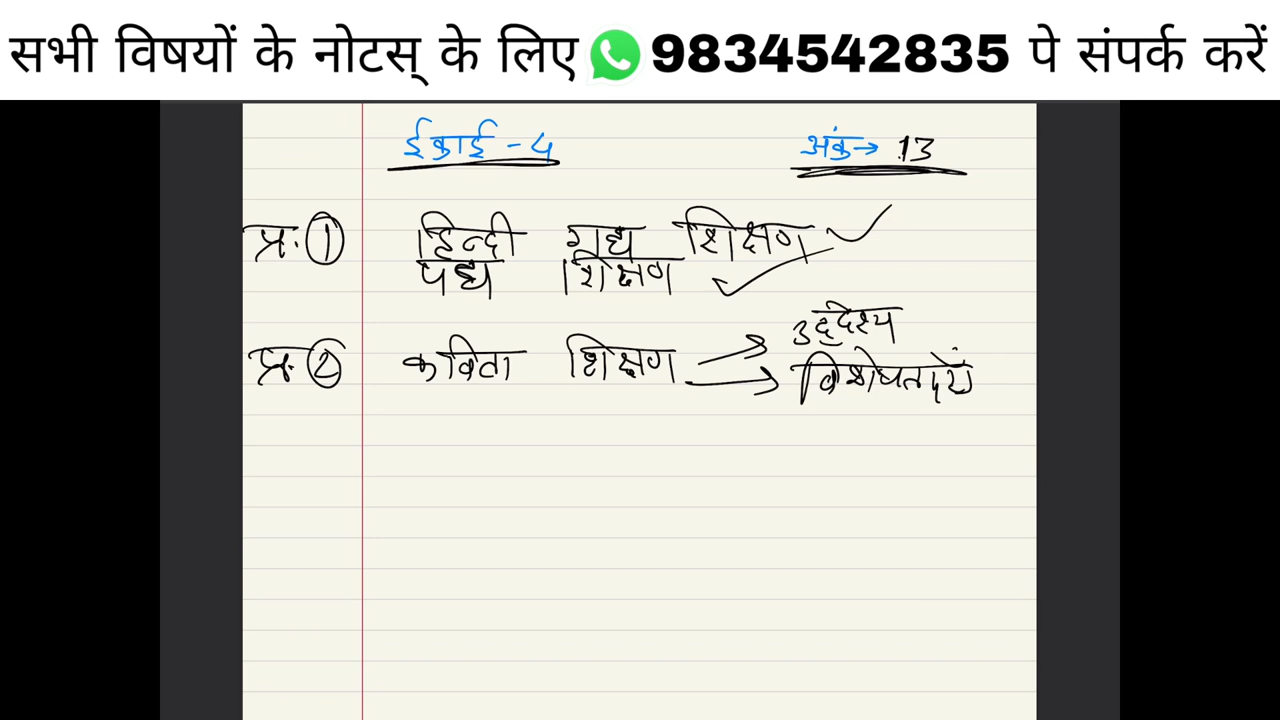 सभी विषयों के नोटस् के लिए 9834542835 पे संपर्क करें
ईकाई - 4 अंक → 13
प्र. ① हिन्दी गद्य शिक्षण
पद्य शिक्षण
प्र. ② कविता शिक्षण → उद्देश्य
→ विशेषताएँ